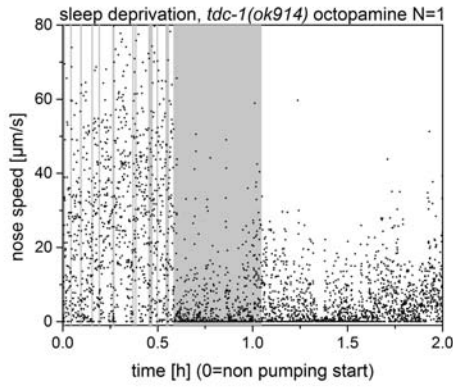 sleep deprivation, tdc-1(ok914) octopamine N=1
nose speed [µm/s]
80
60
40
20
0
0.0 0.5 1.0 1.5 2.0
time [h] (0=non pumping start)